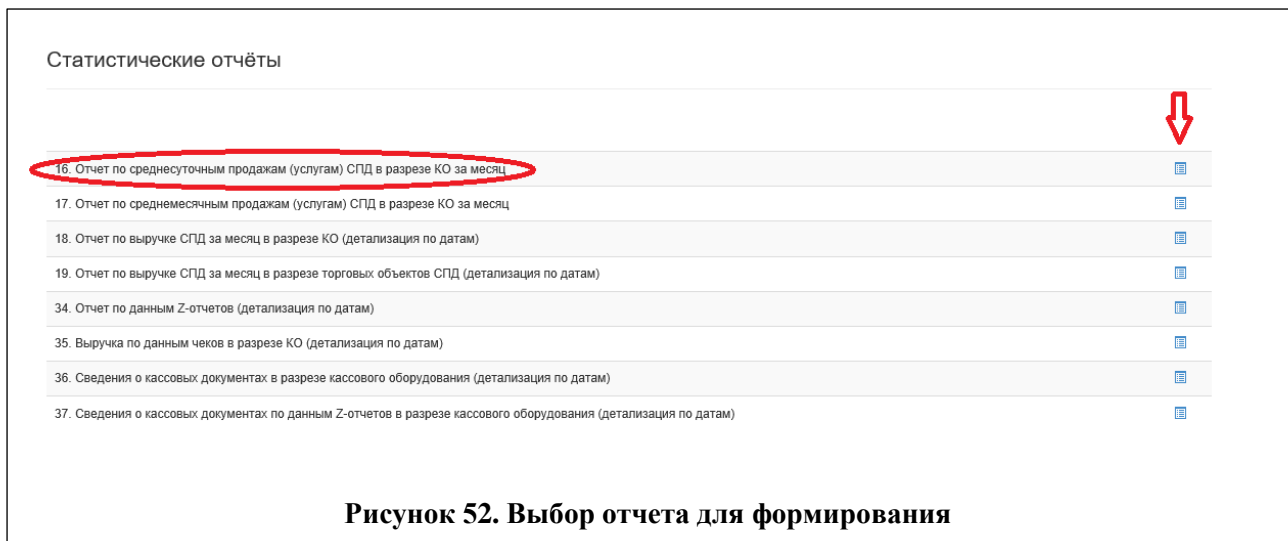 Статистические отчёты
16. Отчет по среднесуточным продажам (услугам) СПД в разрезе КО за месяц
17. Отчет по среднемесячным продажам (услугам) СПД в разрезе КО за месяц
18. Отчет по выручке СПД за месяц в разрезе КО (детализация по датам)
19. Отчет по выручке СПД за месяц в разрезе торговых объектов СПД (детализация по датам)
34. Отчет по данным Z-отчетов (детализация по датам)
35. Выручка по данным чеков в разрезе КО (детализация по датам)
36. Сведения о кассовых документах в разрезе кассового оборудования (детализация по датам)
37. Сведения о кассовых документах по данным Z-отчетов в разрезе кассового оборудования (детализация по датам)
Рисунок 52. Выбор отчета для формирования